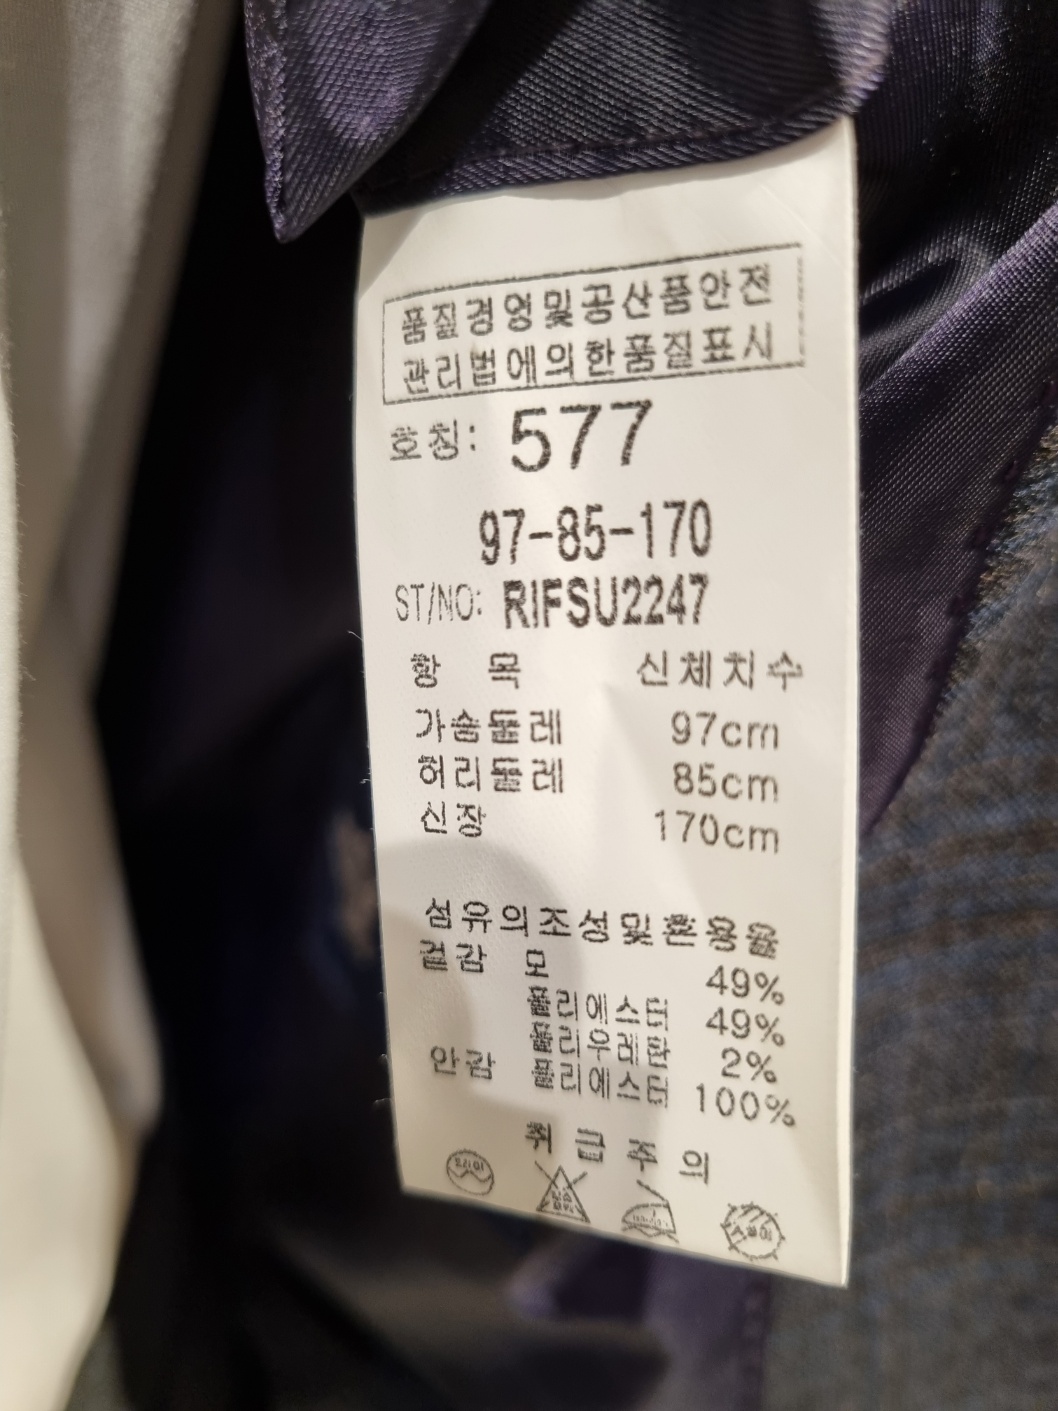 품질경영및공산품안전
관리법에의한품질표시
호칭: 577
97-85-170
ST/NO: RIFSU2247
항 목 신체치수
가슴둘레 97cm
허리둘레 85cm
신장 170cm
섬유의조성및혼용율
겉감 모 49%
폴리에스터 49%
폴리우레탄 2%
안감 폴리에스터 100%
취급주의